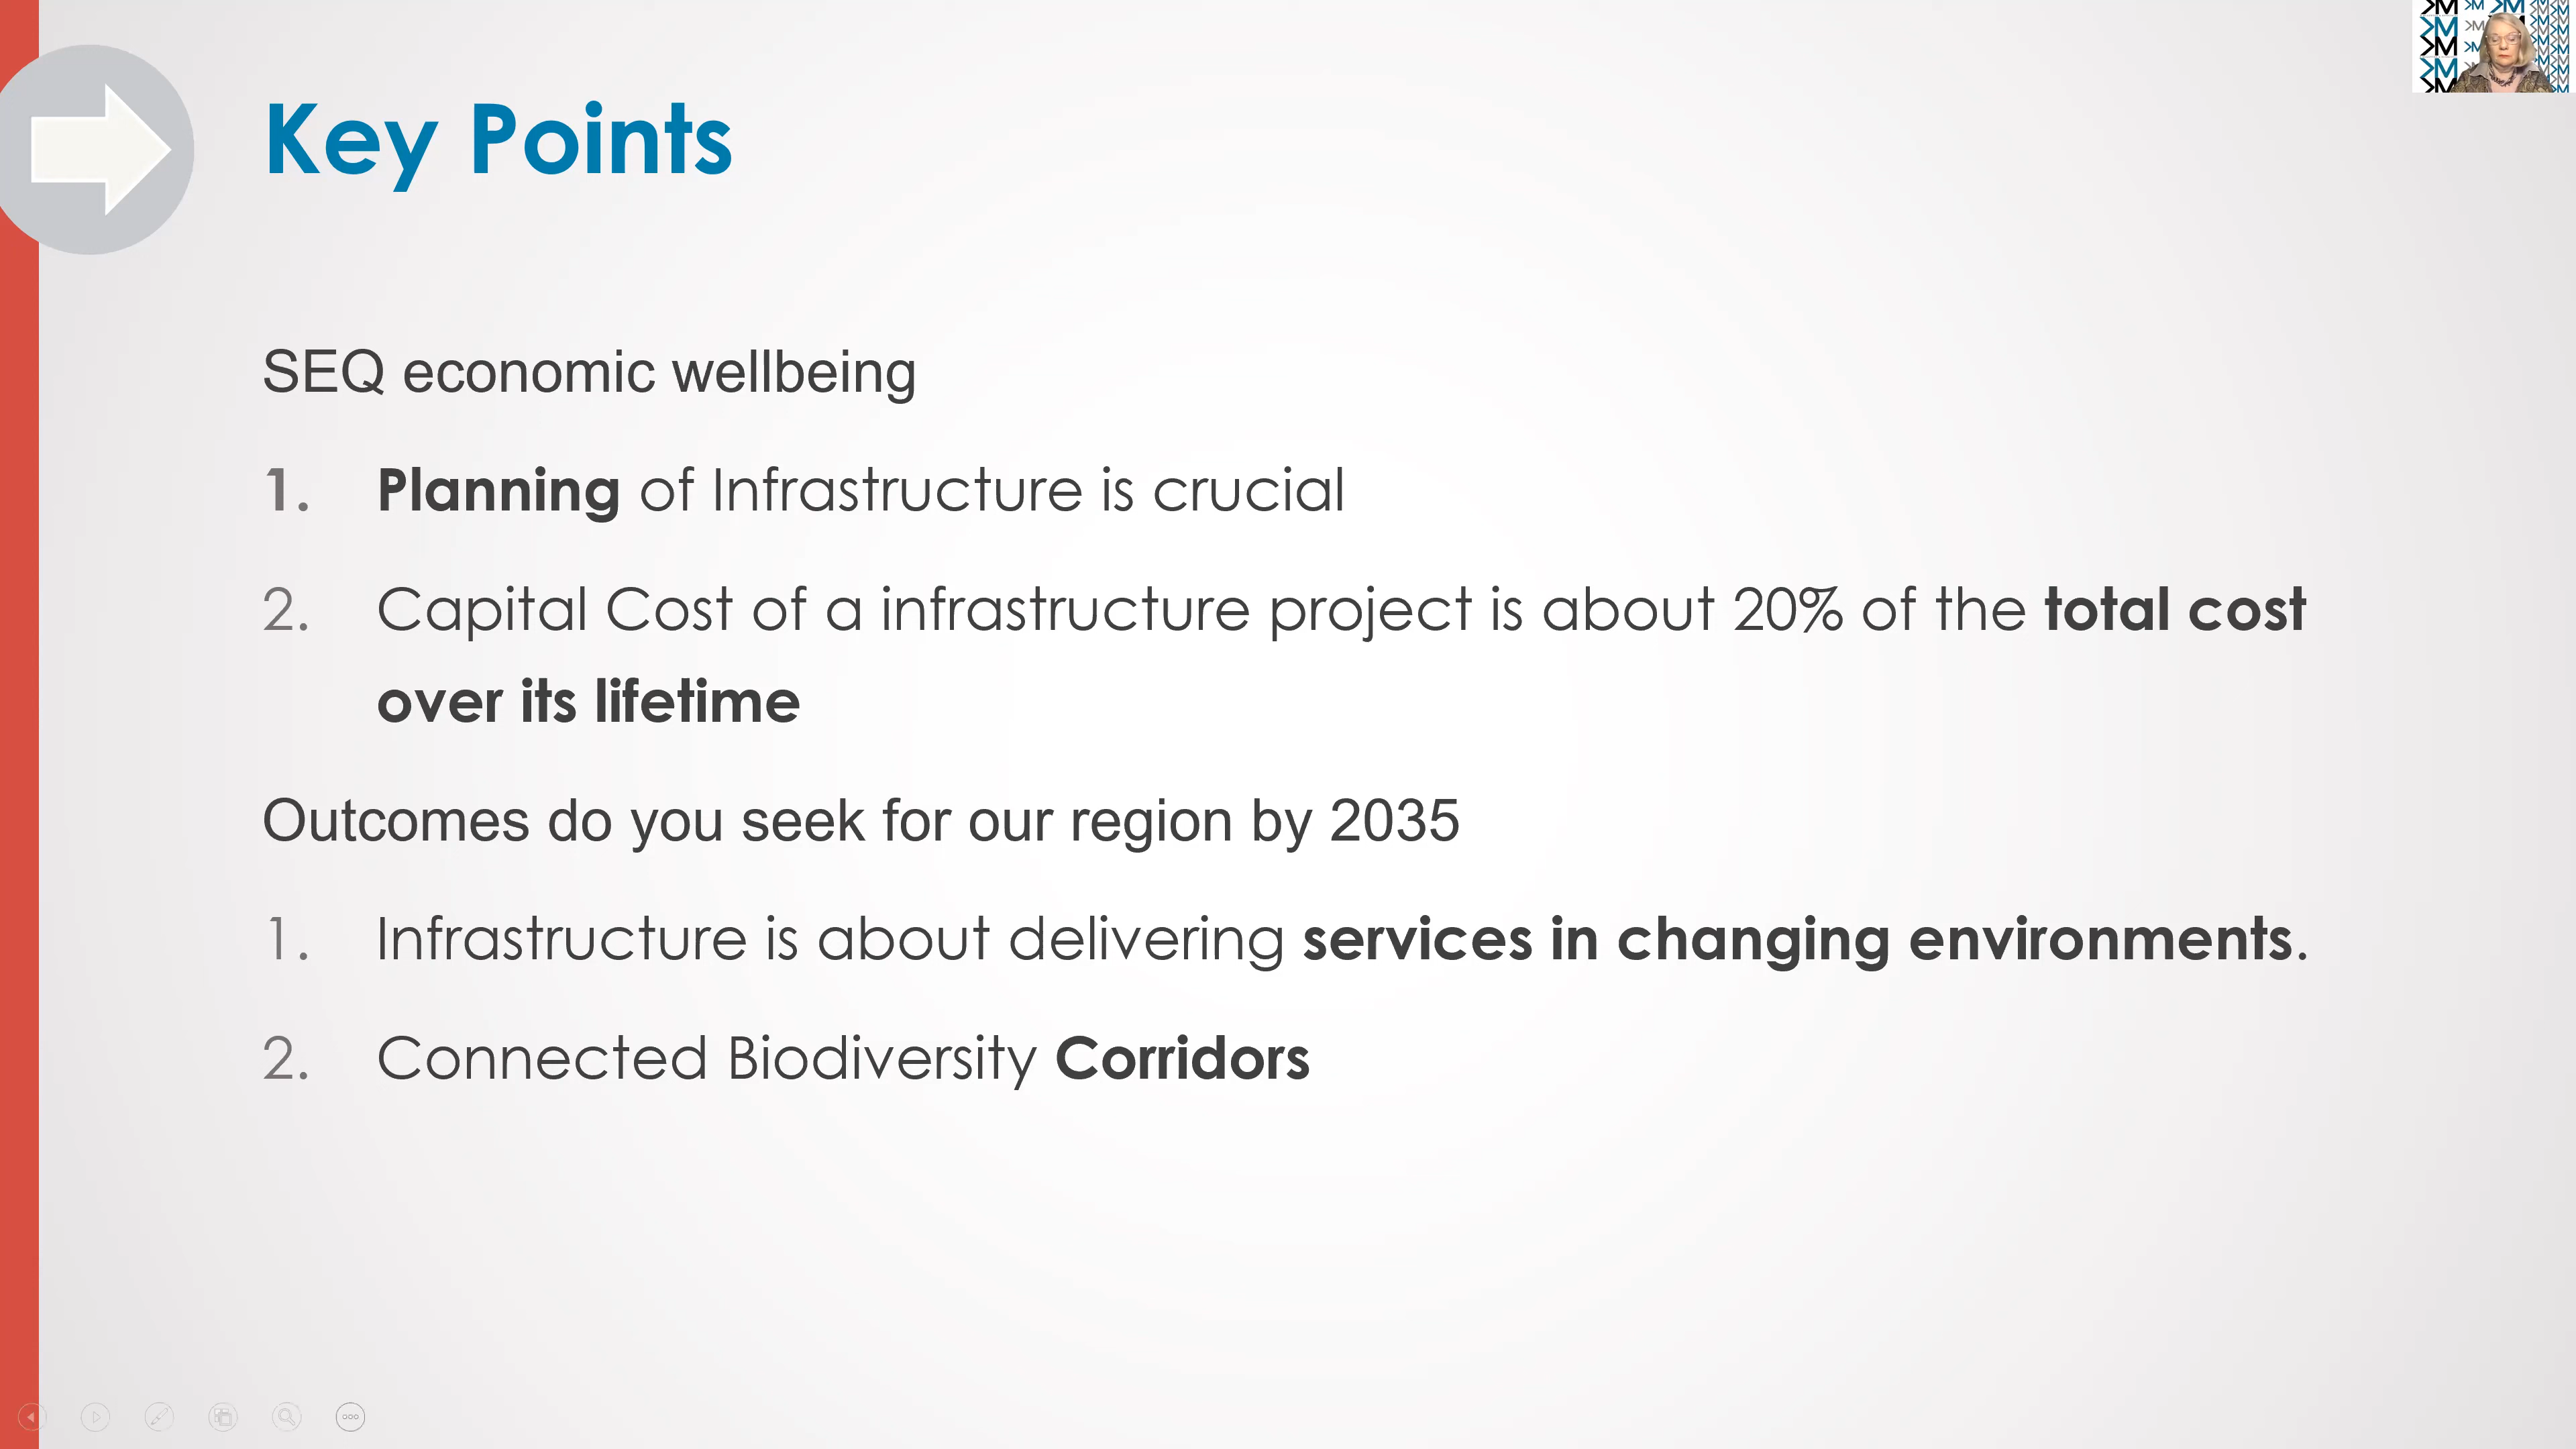 Key Points
SEQ economic wellbeing
1. Planning of Infrastructure is crucial
2. Capital Cost of a infrastructure project is about 20% of the total cost
over its lifetime
Outcomes do you seek for our region by 2035
1. Infrastructure is about delivering services in changing environments.
2. Connected Biodiversity Corridors